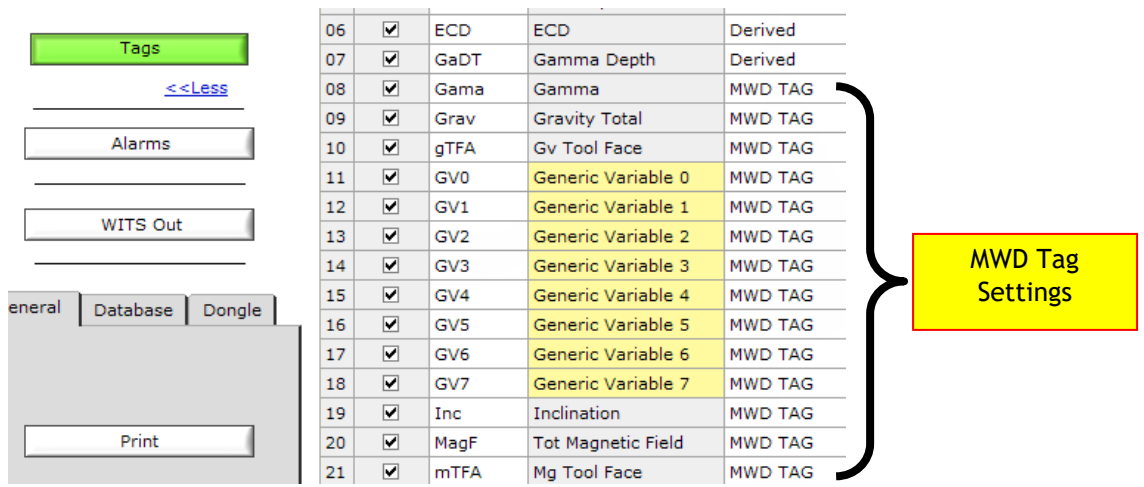 Tags
<<Less
Alarms
WITS Out
eneral Database Dongle
Print
06 ECD ECD Derived
07 GaDT Gamma Depth Derived
08 Gama Gamma MWD TAG
09 Grav Gravity Total MWD TAG
10 gTFA Gv Tool Face MWD TAG
11 GV0 Generic Variable 0 MWD TAG
12 GV1 Generic Variable 1 MWD TAG
13 GV2 Generic Variable 2 MWD TAG
14 GV3 Generic Variable 3 MWD TAG
15 GV4 Generic Variable 4 MWD TAG
16 GV5 Generic Variable 5 MWD TAG
17 GV6 Generic Variable 6 MWD TAG
18 GV7 Generic Variable 7 MWD TAG
19 Inc Inclination MWD TAG
20 MagF Tot Magnetic Field MWD TAG
21 mTFA Mg Tool Face MWD TAG
MWD Tag
Settings